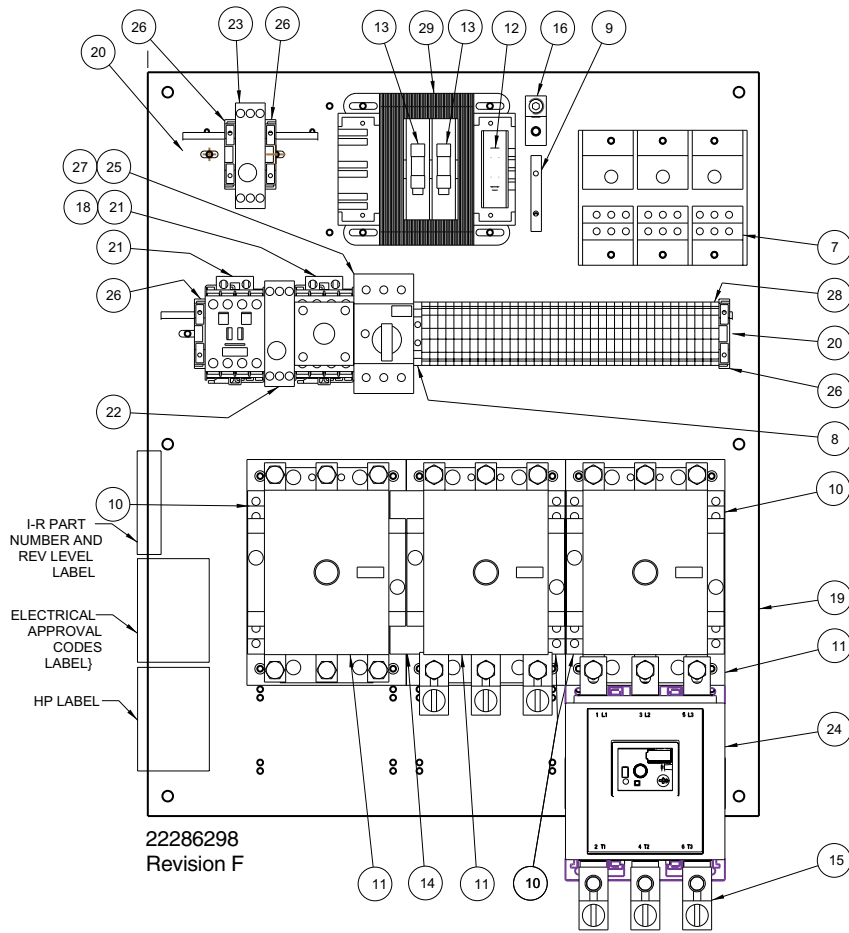 26
23
26
13
29
13
12
16
9
20
27
25
18
21
7
21
26
28
20
26
22
8
10
10
I-R PART
NUMBER AND
REV LEVEL
LABEL
19
ELECTRICAL
APPROVAL
CODES
LABEL}
11
HP LABEL
1 L1
3 L2
5 L3
24
2 T1
4 T2
6 T3
22286298
Revision F
11
14
11
10
15